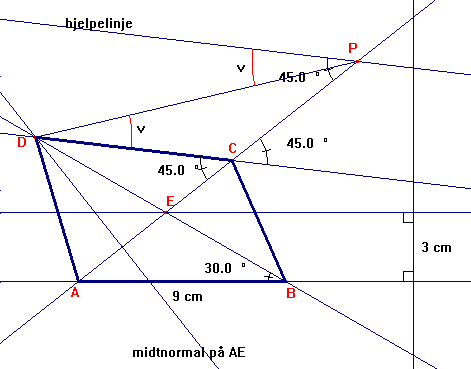 hjelpelinje
P
v
45.0 °
v
D
C
45.0 °
45.0 °
E
3 cm
30.0 °
A
B
9 cm
midtnormal på AE